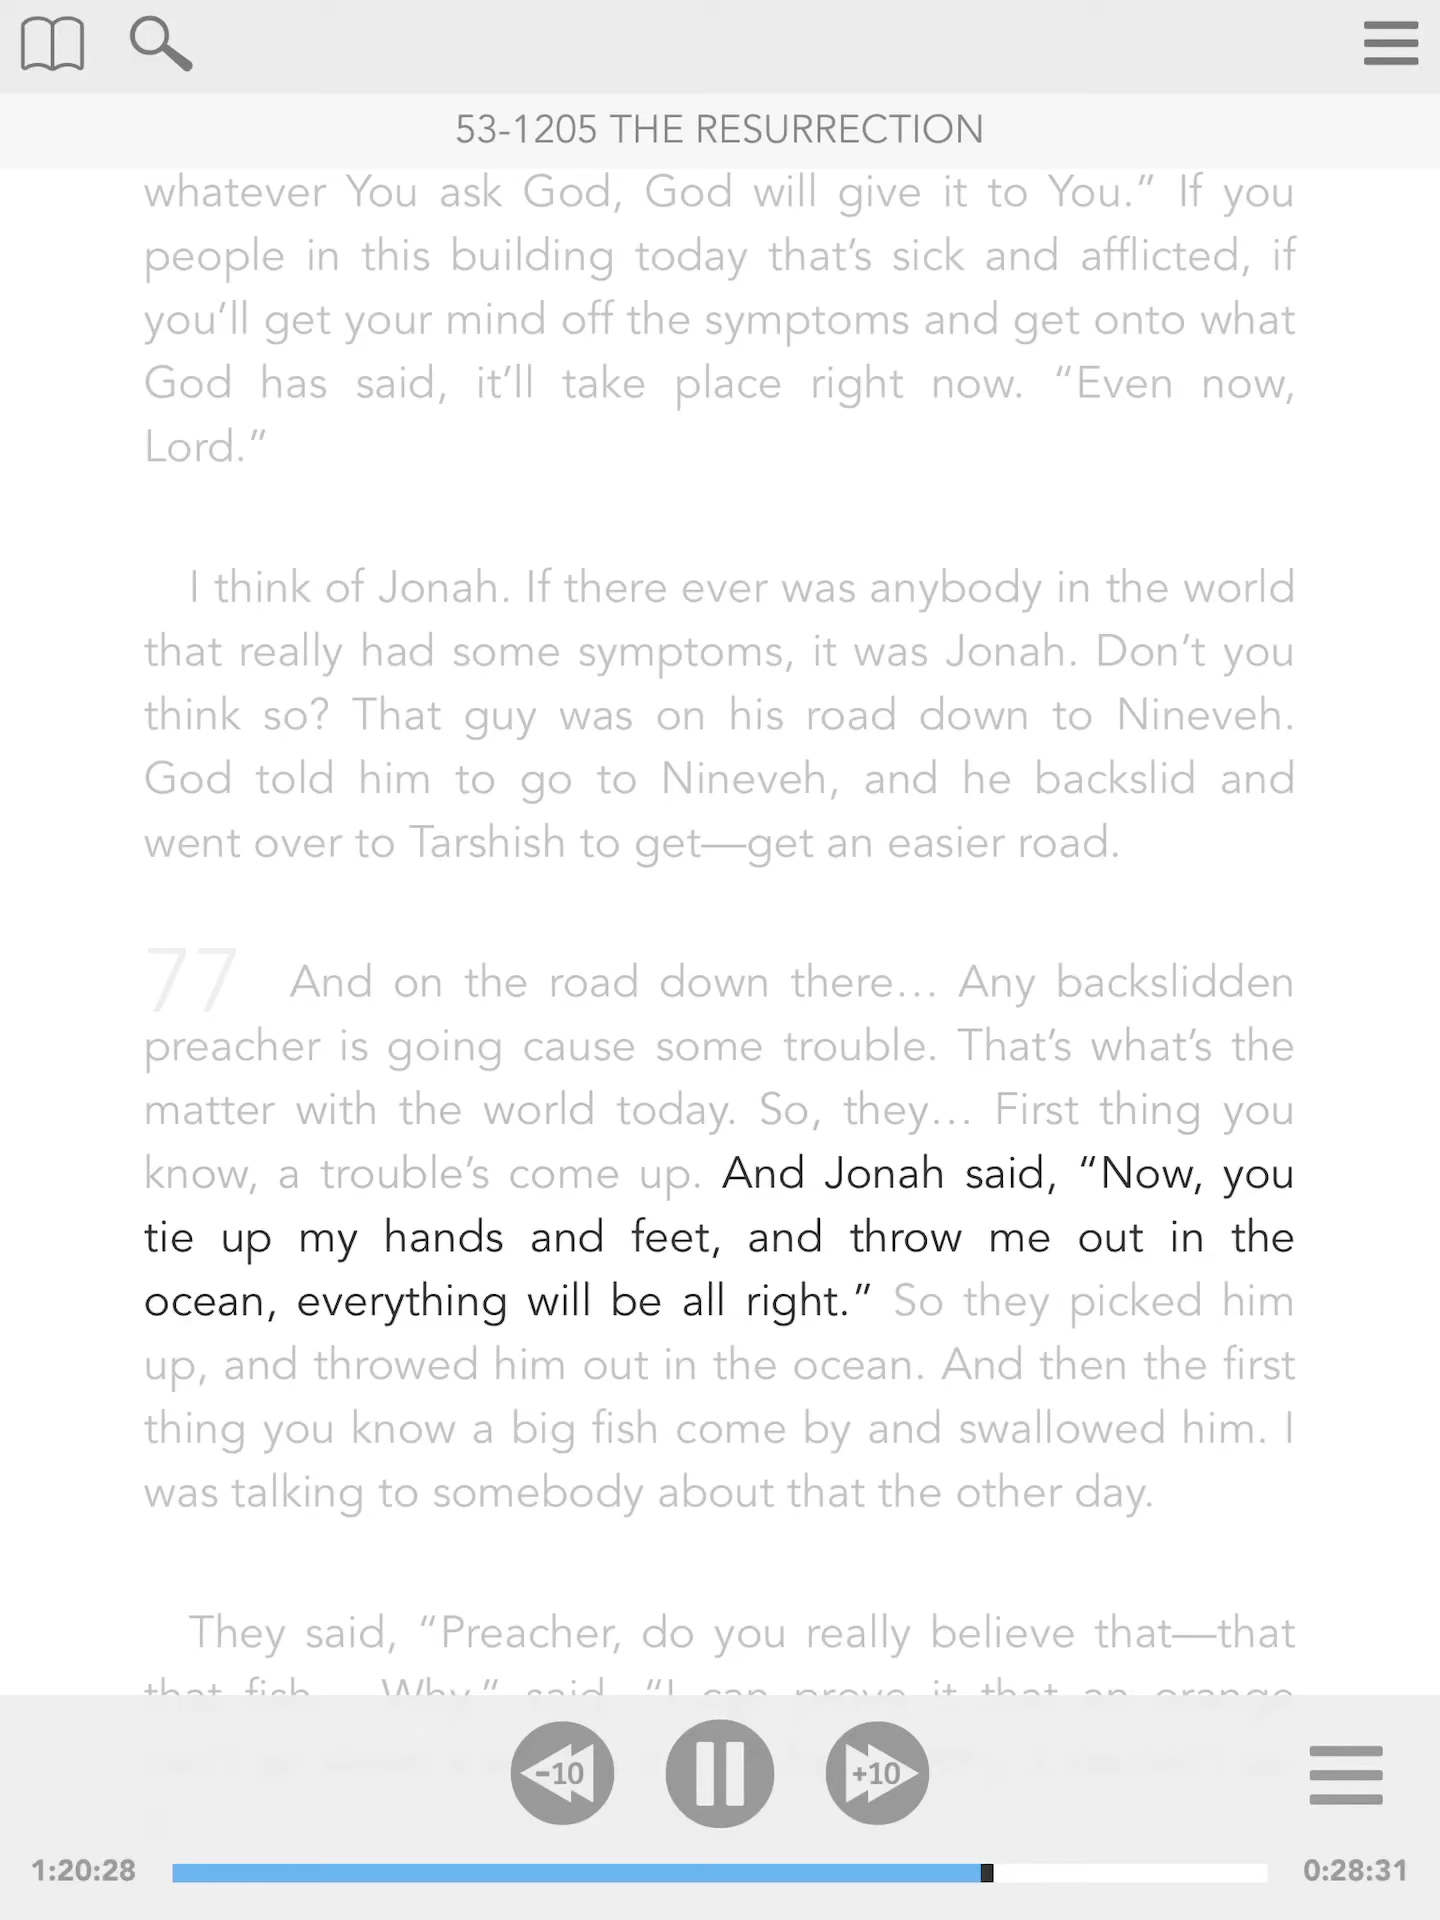 53-1205 THE RESURRECTION
whatever You ask God, God will give it to You.” If you
people in this building today that’s sick and afflicted, if
you’ll get your mind off the symptoms and get onto what
God has said, it’ll take place right now. “Even now,
Lord.”
I think of Jonah. If there ever was anybody in the world
that really had some symptoms, it was Jonah. Don’t you
think so? That guy was on his road down to Nineveh.
God told him to go to Nineveh, and he backslid and
went over to Tarshish to get—get an easier road.
77 And on the road down there… Any backslidden
preacher is going cause some trouble. That’s what’s the
matter with the world today. So, they… First thing you
know, a trouble’s come up. And Jonah said, “Now, you
tie up my hands and feet, and throw me out in the
ocean, everything will be all right.” So they picked him
up, and throwed him out in the ocean. And then the first
thing you know a big fish come by and swallowed him. I
was talking to somebody about that the other day.
They said, “Preacher, do you really believe that—that
that fish… Why,” said, “I can prove it that an orange
-10 +10
1:20:28 0:28:31